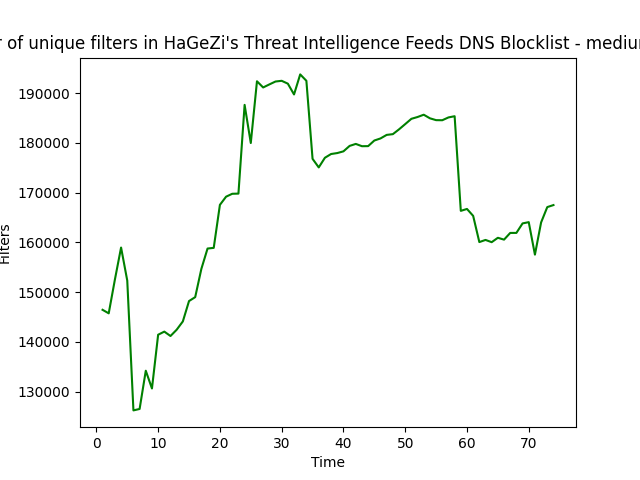 r of unique filters in HaGeZi's Threat Intelligence Feeds DNS Blocklist - mediu
Filters
190000
180000
170000
160000
150000
140000
130000
0 10 20 30 40 50 60 70
Time